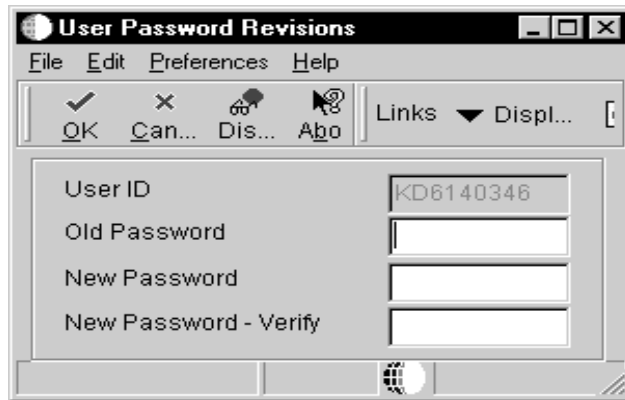 User Password Revisions
File Edit Preferences Help
OK Can... Dis... Abo Links Displ...
User ID KD6140346
Old Password
New Password
New Password - Verify